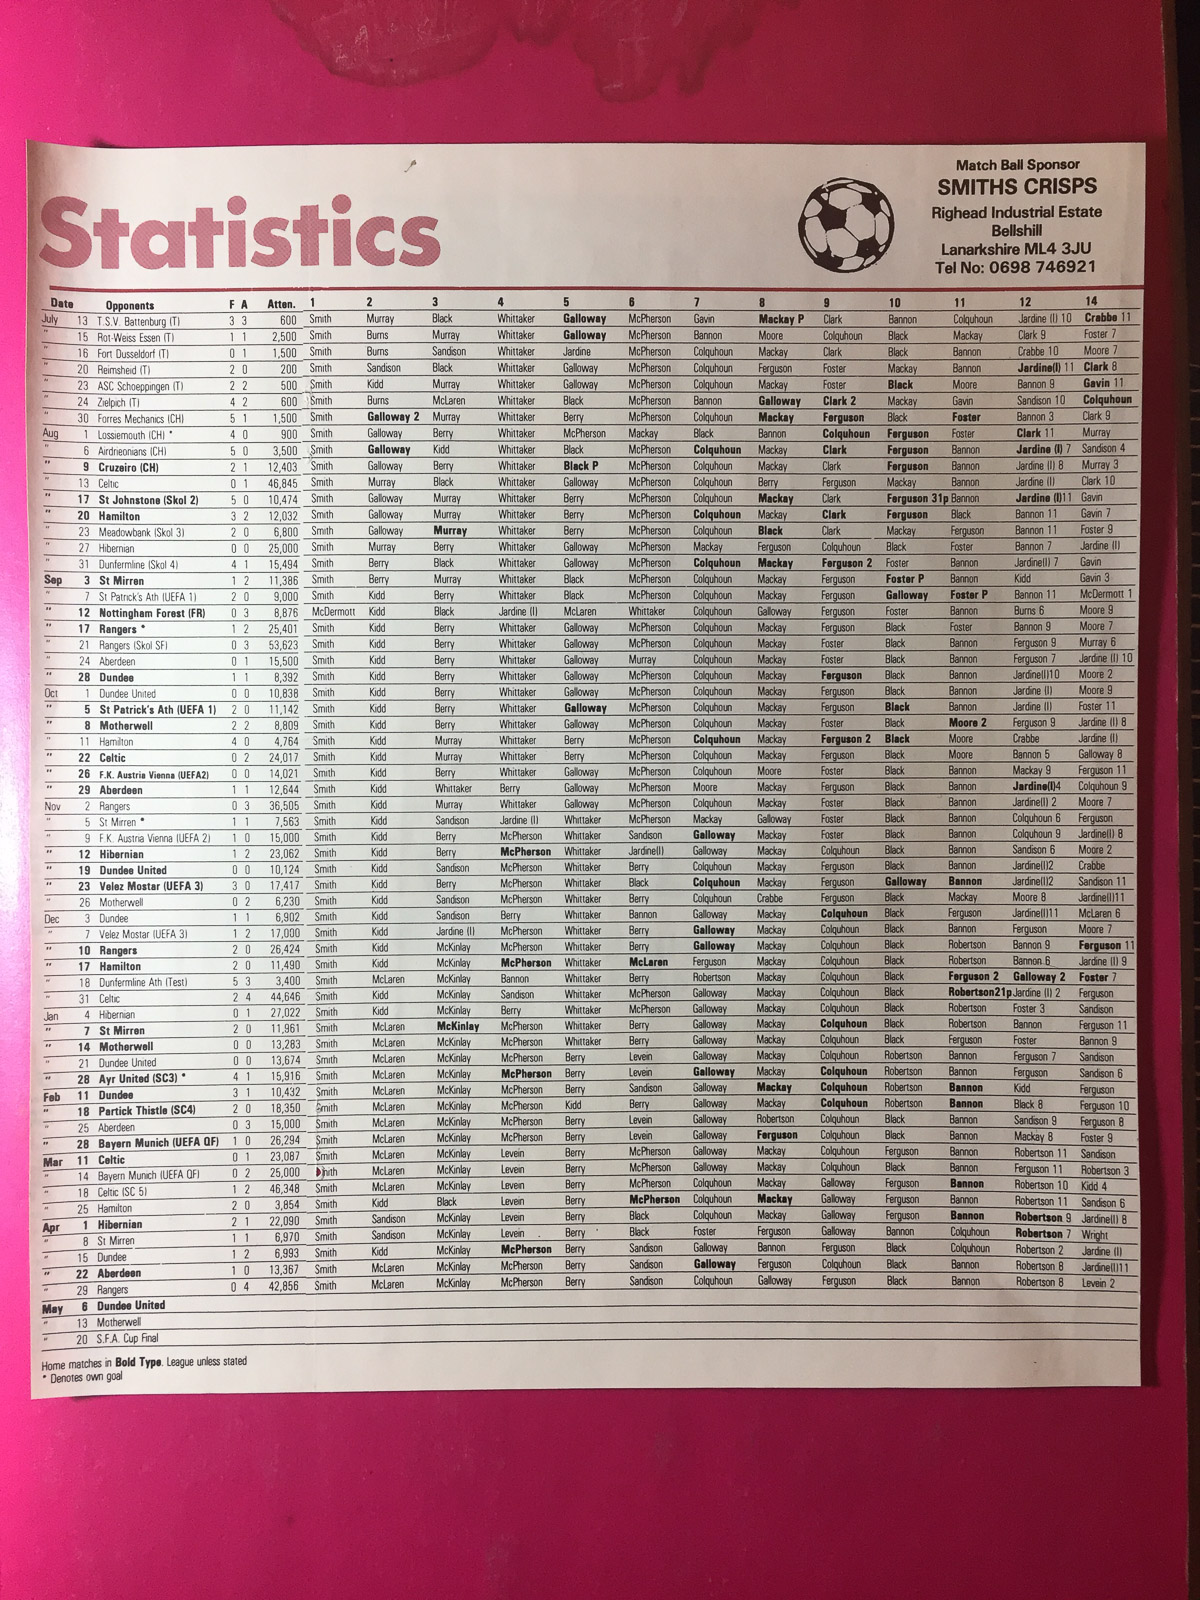 Statistics
Match Ball Sponsor
SMITHS CRISPS
Righead Industrial Estate
Bellshill
Lanarkshire ML4 3JU
Tel No: 0698 746921
Date Opponents F A Atten. 1 2 3 4 5 6 7 8 9 10 11 12 14
July 13 T.S.V. Battenburg (T) 3 3 600 Smith Murray Black Whittaker Galloway McPherson Gavin Mackay P Clark Bannon Colquhoun Jardine (I) 10 Crabbe 11
" 15 Rot-Weiss Essen (T) 1 1 2,500 Smith Burns Murray Whittaker Galloway McPherson Bannon Moore Colquhoun Black Mackay Clark 9 Foster 7
" 16 Fort Dusseldorf (T) 0 1 1,500 Smith Burns Sandison Whittaker Jardine McPherson Colquhoun Mackay Clark Black Bannon Crabbe 10 Moore 7
" 20 Reimsheid (T) 2 0 200 Smith Sandison Black Whittaker Galloway McPherson Colquhoun Ferguson Foster Mackay Bannon Jardine(I) 11 Clark 8
" 23 ASC Schoeppingen (T) 2 2 500 Smith Kidd Murray Whittaker Galloway McPherson Colquhoun Mackay Foster Black Moore Bannon 9 Gavin 11
" 24 Zielpich (T) 4 2 600 Smith Burns McLaren Whittaker Black McPherson Bannon Galloway Clark 2 Mackay Gavin Sandison 10 Colquhoun
" 30 Forres Mechanics (CH) 5 1 1,500 Smith Galloway 2 Murray Whittaker Berry McPherson Colquhoun Mackay Ferguson Black Foster Bannon 3 Clark 9
Aug 1 Lossiemouth (CH) * 4 0 900 Smith Galloway Berry Whittaker McPherson Mackay Black Bannon Colquhoun Ferguson Foster Clark 11 Murray
" 6 Airdrieonians (CH) 5 0 3,500 Smith Galloway Kidd Whittaker Black McPherson Colquhoun Mackay Clark Ferguson Bannon Jardine (I) 7 Sandison 4
" 9 Cruzeiro (CH) 2 1 12,403 Smith Galloway Berry Whittaker Black P McPherson Colquhoun Mackay Clark Ferguson Bannon Jardine (I) 8 Murray 3
" 13 Celtic 0 1 46,845 Smith Murray Black Whittaker Galloway McPherson Colquhoun Berry Ferguson Mackay Bannon Jardine (I) Clark 10
" 17 St Johnstone (Skol 2) 5 0 10,474 Smith Galloway Murray Whittaker Berry McPherson Colquhoun Mackay Clark Ferguson 31p Bannon Jardine (I)11 Gavin
" 20 Hamilton 3 2 12,032 Smith Galloway Murray Whittaker Berry McPherson Colquhoun Mackay Clark Ferguson Black Bannon 11 Gavin 7
" 23 Meadowbank (Skol 3) 2 0 6,800 Smith Galloway Murray Whittaker Berry McPherson Colquhoun Black Clark Mackay Ferguson Bannon 11 Foster 9
" 27 Hibernian 0 0 25,000 Smith Murray Berry Whittaker Galloway McPherson Mackay Ferguson Colquhoun Black Foster Bannon 7 Jardine (I)
" 31 Dunfermline (Skol 4) 4 1 15,494 Smith Berry Black Whittaker Galloway McPherson Colquhoun Mackay Ferguson 2 Foster Bannon Jardine(I) 7 Gavin
Sep 3 St Mirren 1 2 11,386 Smith Berry Murray Whittaker Black McPherson Colquhoun Mackay Ferguson Foster P Bannon Kidd Gavin 3
" 7 St Patrick's Ath (UEFA 1) 2 0 9,000 Smith Kidd Berry Whittaker Black McPherson Colquhoun Mackay Ferguson Galloway Foster P Bannon 11 McDermott 1
" 12 Nottingham Forest (FR) 0 3 8,876 McDermott Kidd Black Jardine (I) McLaren Whittaker Colquhoun Galloway Ferguson Foster Bannon Burns 6 Moore 9
" 17 Rangers * 1 2 25,401 Smith Kidd Berry Whittaker Galloway McPherson Colquhoun Mackay Ferguson Black Foster Bannon 9 Moore 7
" 21 Rangers (Skol SF) 0 3 53,623 Smith Kidd Berry Whittaker Galloway McPherson Colquhoun Mackay Foster Black Bannon Ferguson 9 Murray 6
" 24 Aberdeen 0 1 15,500 Smith Kidd Berry Whittaker Galloway Murray Colquhoun Mackay Foster Black Bannon Ferguson 7 Jardine (I) 10
" 28 Dundee 1 1 8,392 Smith Kidd Berry Whittaker Galloway McPherson Colquhoun Mackay Ferguson Black Bannon Jardine(I)10 Moore 2
Oct 1 Dundee United 0 0 10,838 Smith Kidd Berry Whittaker Galloway McPherson Colquhoun Mackay Ferguson Black Bannon Jardine (I) Moore 9
" 5 St Patrick's Ath (UEFA 1) 2 0 11,142 Smith Kidd Berry Whittaker Galloway McPherson Colquhoun Mackay Ferguson Black Bannon Jardine (I) Foster 11
" 8 Motherwell 2 2 8,809 Smith Kidd Berry Whittaker Galloway McPherson Colquhoun Mackay Foster Black Moore 2 Ferguson 9 Jardine (I) 8
" 11 Hamilton 4 0 4,764 Smith Kidd Murray Whittaker Berry McPherson Colquhoun Mackay Ferguson 2 Black Moore Crabbe Jardine (I)
" 22 Celtic 0 2 24,017 Smith Kidd Murray Whittaker Berry McPherson Colquhoun Mackay Ferguson Black Moore Bannon 5 Galloway 8
" 26 F.K. Austria Vienna (UEFA2) 0 0 14,021 Smith Kidd Berry Whittaker Galloway McPherson Colquhoun Moore Foster Black Bannon Mackay 9 Ferguson 11
" 29 Aberdeen 1 1 12,644 Smith Kidd Whittaker Berry Galloway McPherson Moore Mackay Ferguson Black Bannon Jardine(I)4 Colquhoun 9
Nov 2 Rangers 0 3 36,505 Smith Kidd Murray Whittaker Galloway McPherson Colquhoun Mackay Foster Black Bannon Jardine(I) 2 Moore 7
" 5 St Mirren * 1 1 7,563 Smith Kidd Sandison Jardine (I) Whittaker McPherson Mackay Galloway Foster Black Bannon Colquhoun 6 Ferguson
" 9 F.K. Austria Vienna (UEFA 2) 1 0 15,000 Smith Kidd Berry McPherson Whittaker Sandison Galloway Mackay Foster Black Bannon Colquhoun 9 Jardine(I) 8
" 12 Hibernian 1 2 23,062 Smith Kidd Berry McPherson Whittaker Jardine(I) Galloway Mackay Colquhoun Black Bannon Sandison 6 Moore 2
" 19 Dundee United 0 0 10,124 Smith Kidd Sandison McPherson Whittaker Berry Colquhoun Mackay Ferguson Black Bannon Jardine(I)2 Crabbe
" 23 Velez Mostar (UEFA 3) 3 0 17,417 Smith Kidd Berry McPherson Whittaker Black Colquhoun Mackay Ferguson Galloway Bannon Jardine(I)2 Sandison 11
" 26 Motherwell 0 2 6,230 Smith Kidd Sandison McPherson Whittaker Berry Colquhoun Crabbe Ferguson Black Mackay Moore 8 Jardine(I)11
Dec 3 Dundee 1 1 6,902 Smith Kidd Sandison Berry Whittaker Bannon Galloway Mackay Colquhoun Black Ferguson Jardine(I)11 McLaren 6
" 7 Velez Mostar (UEFA 3) 1 2 17,000 Smith Kidd Jardine (I) McPherson Whittaker Berry Galloway Mackay Colquhoun Black Bannon Ferguson Moore 7
" 10 Rangers 2 0 26,424 Smith Kidd McKinlay McPherson Whittaker Berry Galloway Mackay Colquhoun Black Robertson Bannon 9 Ferguson 11
" 17 Hamilton 2 0 11,490 Smith Kidd McKinlay McPherson Whittaker McLaren Ferguson Mackay Colquhoun Black Robertson Bannon 6 Jardine (I) 9
" 18 Dunfermline Ath (Test) 5 3 3,400 Smith McLaren McKinlay Bannon Whittaker Berry Robertson Mackay Colquhoun Black Ferguson 2 Galloway 2 Foster 7
" 31 Celtic 2 4 44,646 Smith Kidd McKinlay Sandison Whittaker McPherson Galloway Mackay Colquhoun Black Robertson21p Jardine (I) 2 Ferguson
Jan 4 Hibernian 0 1 27,022 Smith Kidd McKinlay Berry Whittaker McPherson Galloway Mackay Colquhoun Black Robertson Foster 3 Sandison
" 7 St Mirren 2 0 11,961 Smith McLaren McKinlay McPherson Whittaker Berry Galloway Mackay Colquhoun Black Robertson Bannon Ferguson 11
" 14 Motherwell 0 0 13,283 Smith McLaren McKinlay McPherson Whittaker Berry Galloway Mackay Colquhoun Black Robertson Foster Bannon 9
" 21 Dundee United 0 0 13,674 Smith McLaren McKinlay McPherson Berry Levein Galloway Mackay Colquhoun Robertson Bannon Ferguson 7 Sandison
" 28 Ayr United (SC3) * 4 1 15,916 Smith McLaren McKinlay McPherson Berry Levein Galloway Mackay Colquhoun Robertson Bannon Ferguson Sandison 6
Feb 11 Dundee 3 1 10,432 Smith McLaren McKinlay McPherson Berry Sandison Galloway Mackay Colquhoun Robertson Bannon Kidd Ferguson
" 18 Partick Thistle (SC4) 2 0 18,350 Smith McLaren McKinlay McPherson Kidd Berry Galloway Mackay Colquhoun Robertson Bannon Black 8 Ferguson 10
" 25 Aberdeen 0 3 15,000 Smith McLaren McKinlay McPherson Berry Levein Galloway Robertson Colquhoun Black Bannon Sandison 9 Ferguson 8
" 28 Bayern Munich (UEFA QF) 1 0 26,294 Smith McLaren McKinlay McPherson Berry Levein Galloway Ferguson Colquhoun Black Bannon Mackay 8 Foster 9
Mar 11 Celtic 0 1 23,087 Smith McLaren McKinlay Levein Berry McPherson Galloway Mackay Colquhoun Ferguson Bannon Robertson 11 Sandison
" 14 Bayern Munich (UEFA QF) 0 2 25,000 Smith McLaren McKinlay Levein Berry McPherson Galloway Mackay Colquhoun Black Bannon Ferguson 11 Robertson 3
" 18 Celtic (SC 5) 1 2 46,348 Smith McLaren McKinlay Levein Berry McPherson Colquhoun Mackay Galloway Ferguson Bannon Robertson 10 Kidd 4
" 25 Hamilton 2 0 3,854 Smith Kidd Black Levein Berry McPherson Colquhoun Mackay Galloway Ferguson Bannon Robertson 11 Sandison 6
Apr 1 Hibernian 2 1 22,090 Smith Sandison McKinlay Levein Berry Black Colquhoun Mackay Galloway Ferguson Bannon Robertson 9 Jardine(I) 8
" 8 St Mirren 1 1 6,970 Smith Sandison McKinlay Levein Berry Black Foster Ferguson Galloway Bannon Colquhoun Robertson 7 Wright
" 15 Dundee 1 2 6,993 Smith Kidd McKinlay McPherson Berry Sandison Galloway Bannon Ferguson Black Colquhoun Robertson 2 Jardine (I)
" 22 Aberdeen 1 0 13,367 Smith McLaren McKinlay McPherson Berry Sandison Galloway Ferguson Colquhoun Black Bannon Robertson 8 Jardine(I)11
" 29 Rangers 0 4 42,856 Smith McLaren McKinlay McPherson Berry Sandison Colquhoun Galloway Ferguson Black Bannon Robertson 8 Levein 2
May 6 Dundee United
" 13 Motherwell
" 20 S.F.A. Cup Final
Home matches in Bold Type. League unless stated
* Denotes own goal